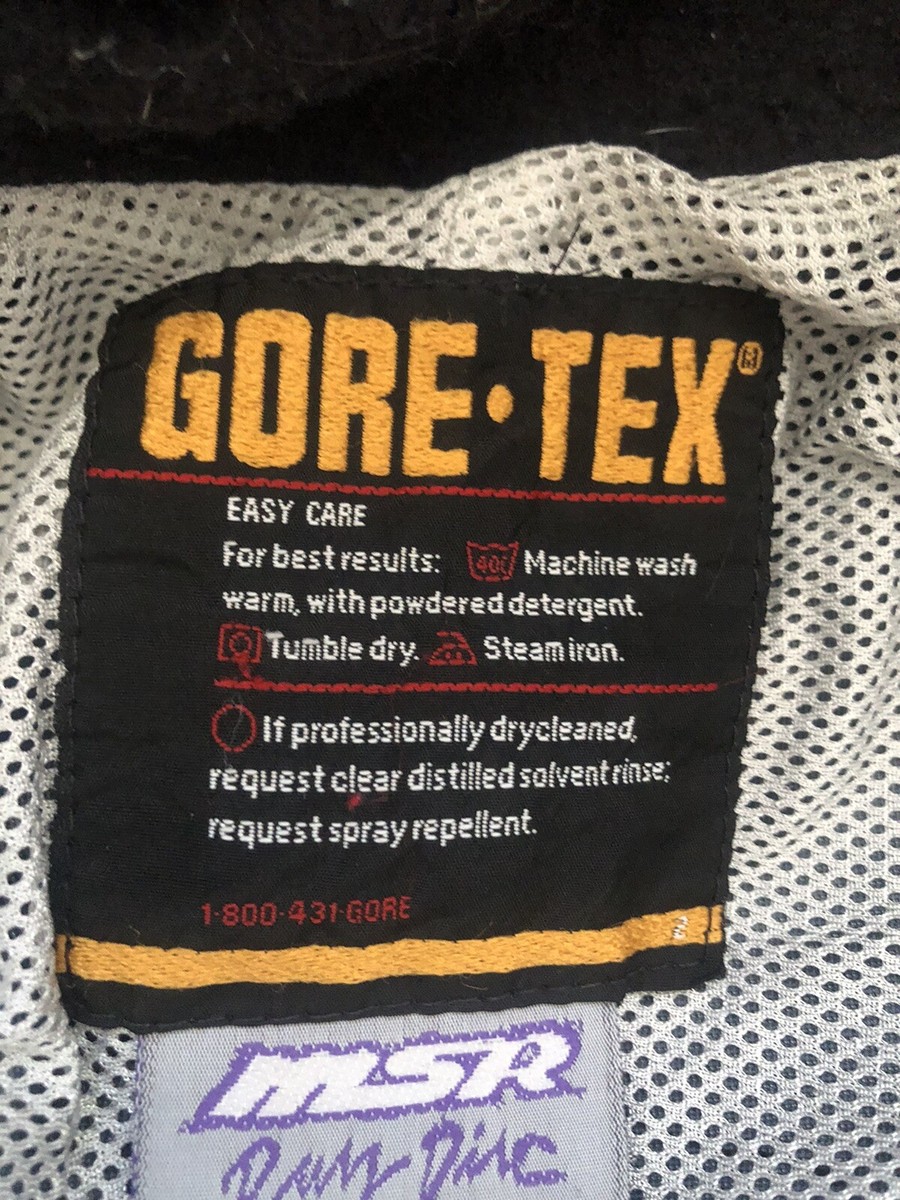 GORE·TEX®
EASY CARE
For best results: 40° Machine wash
warm, with powdered detergent.
Tumble dry. Steam iron.
If professionally drycleaned,
request clear distilled solvent rinse;
request spray repellent.
1-800-431-GORE
MSR